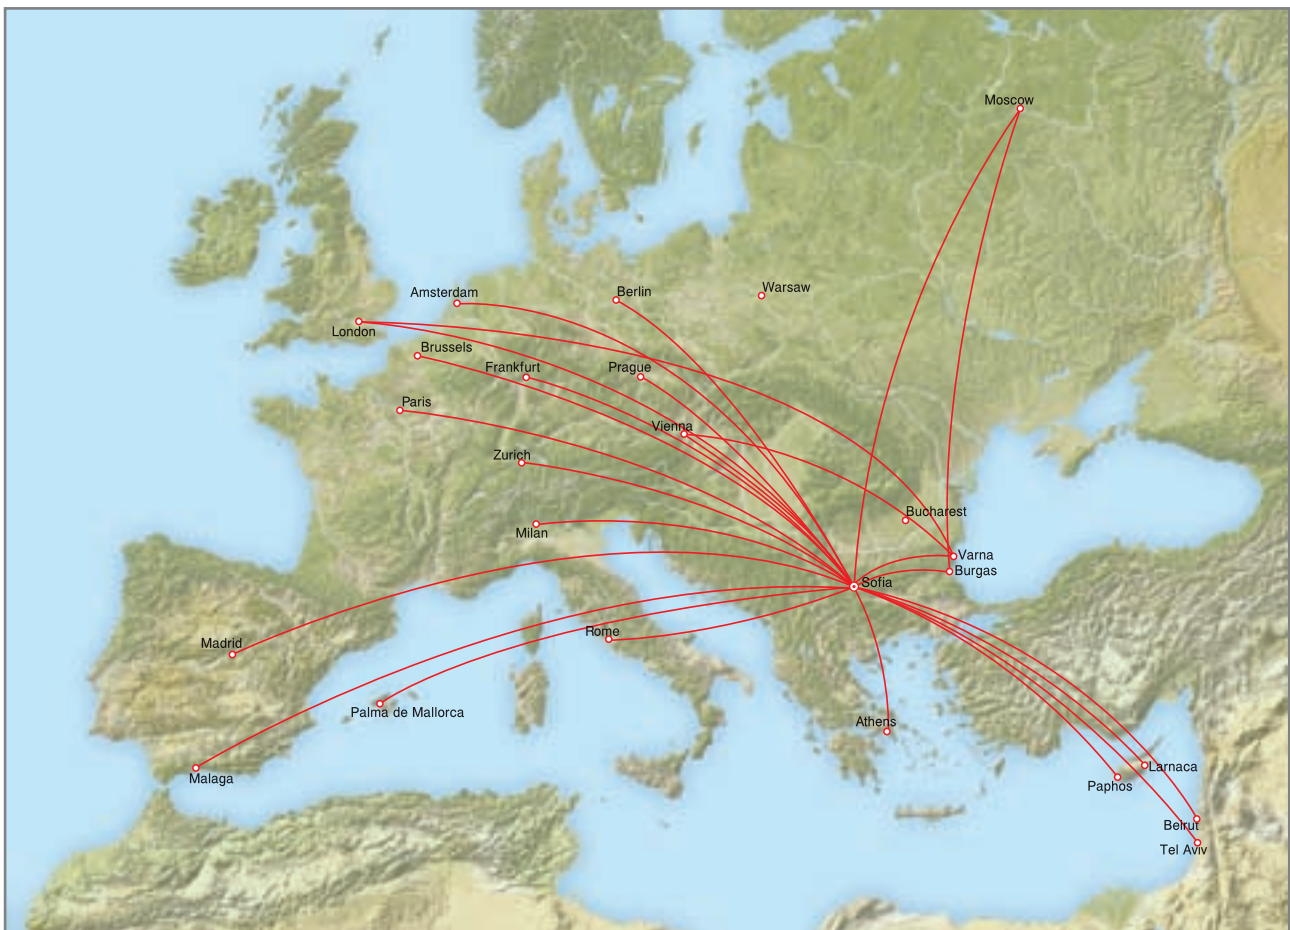 Moscow
Warsaw
Berlin
Amsterdam
London
Brussels
Frankfurt
Prague
Paris
Vienna
Zurich
Bucharest
Milan
Varna
Burgas
Sofia
Rome
Madrid
Palma de Mallorca
Athens
Larnaca
Malaga
Paphos
Beirut
Tel Aviv